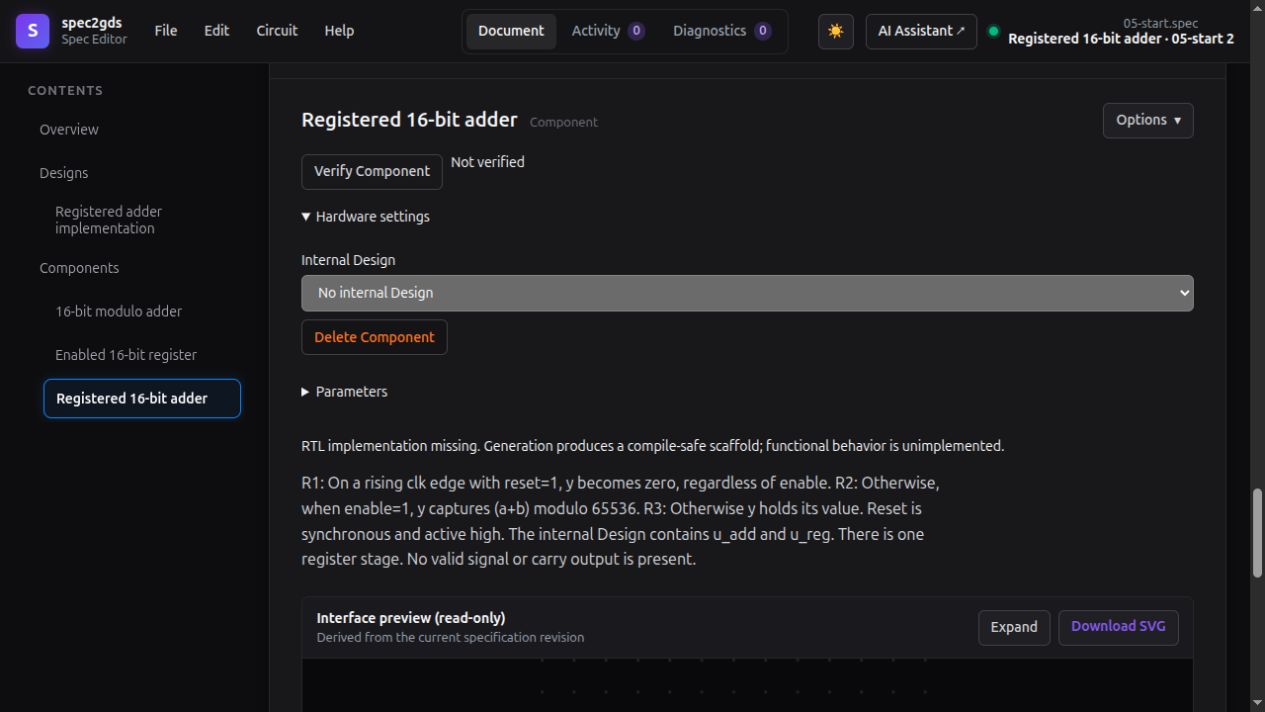 S
spec2gds
Spec Editor
File
Edit
Circuit
Help
Document
Activity 0
Diagnostics 0
☀
AI Assistant ↗
05-start.spec
Registered 16-bit adder · 05-start 2
CONTENTS
Overview
Designs
Registered adder
implementation
Components
16-bit modulo adder
Enabled 16-bit register
Registered 16-bit adder
Registered 16-bit adder Component
Options ▾
Verify Component
Not verified
▼ Hardware settings
Internal Design
No internal Design
Delete Component
▶ Parameters
RTL implementation missing. Generation produces a compile-safe scaffold; functional behavior is unimplemented.
R1: On a rising clk edge with reset=1, y becomes zero, regardless of enable. R2: Otherwise,
when enable=1, y captures (a+b) modulo 65536. R3: Otherwise y holds its value. Reset is
synchronous and active high. The internal Design contains u_add and u_reg. There is one
register stage. No valid signal or carry output is present.
Interface preview (read-only)
Derived from the current specification revision
Expand
Download SVG